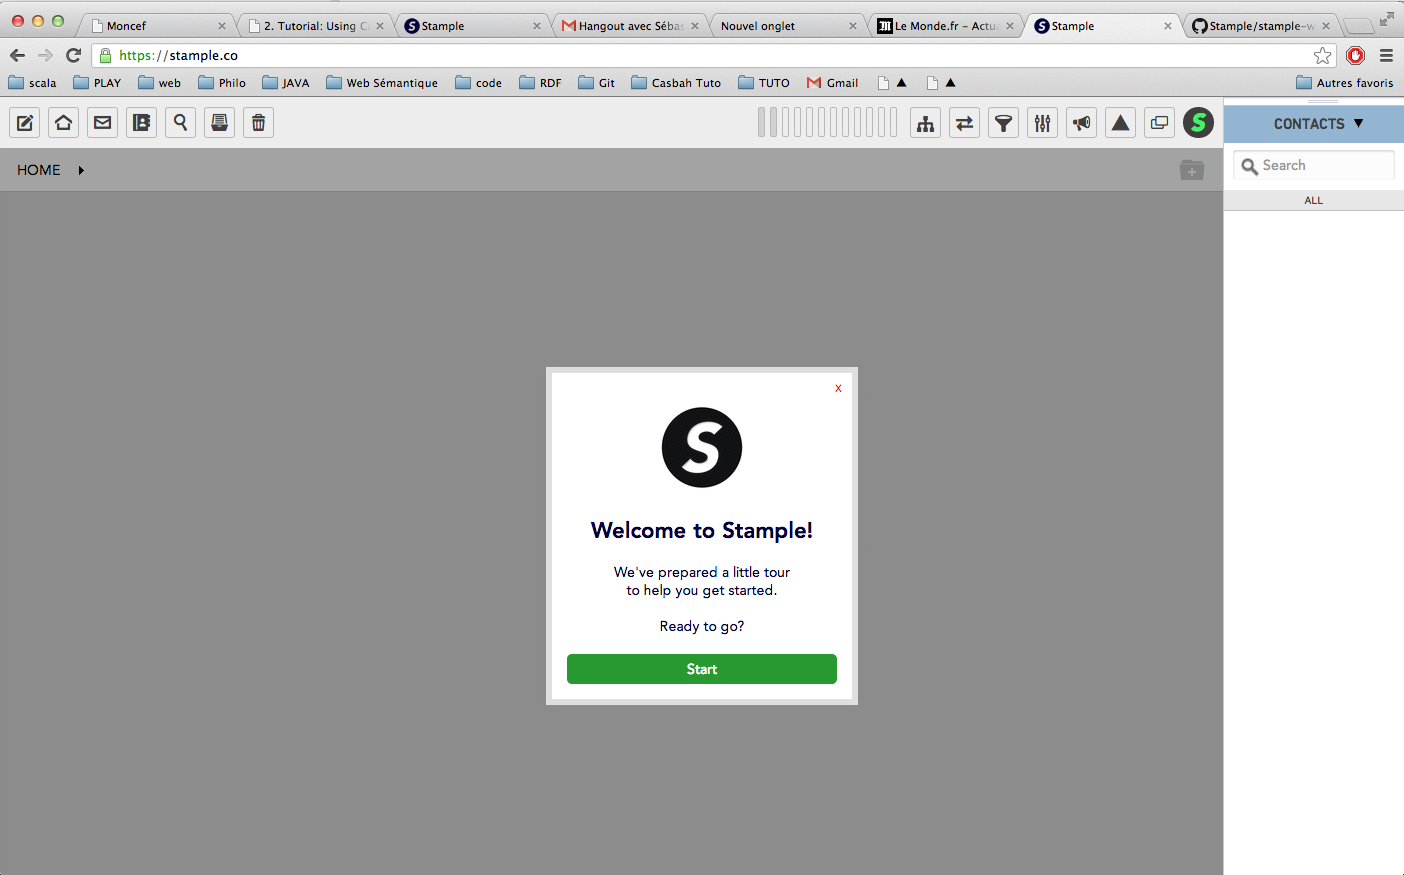 Moncef
2. Tutorial: Using C
Stample
Hangout avec Sébas
Nouvel onglet
Le Monde.fr - Actua
Stample
Stample/stample-w
https://stample.co
scala
PLAY
web
Philo
JAVA
Web Sémantique
code
RDF
Git
Casbah Tuto
TUTO
Gmail
▲
▲
Autres favoris
CONTACTS ▼
HOME
Search
ALL
x
S
Welcome to Stample!
We've prepared a little tour
to help you get started.
Ready to go?
Start